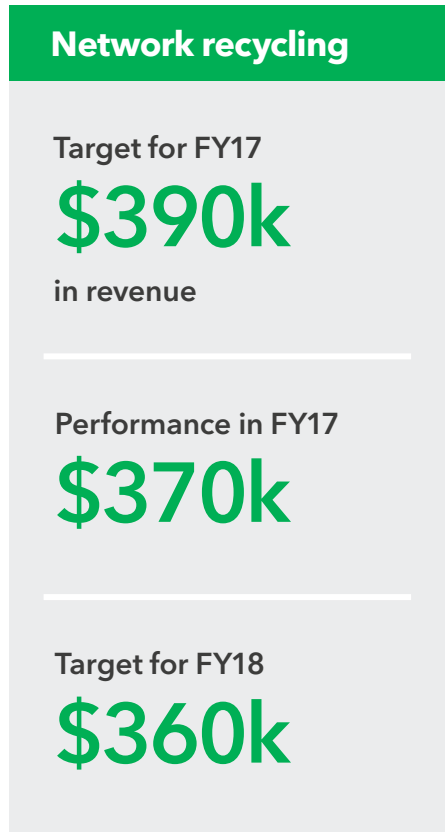 Network recycling
Target for FY17
$390k
in revenue
Performance in FY17
$370k
Target for FY18
$360k